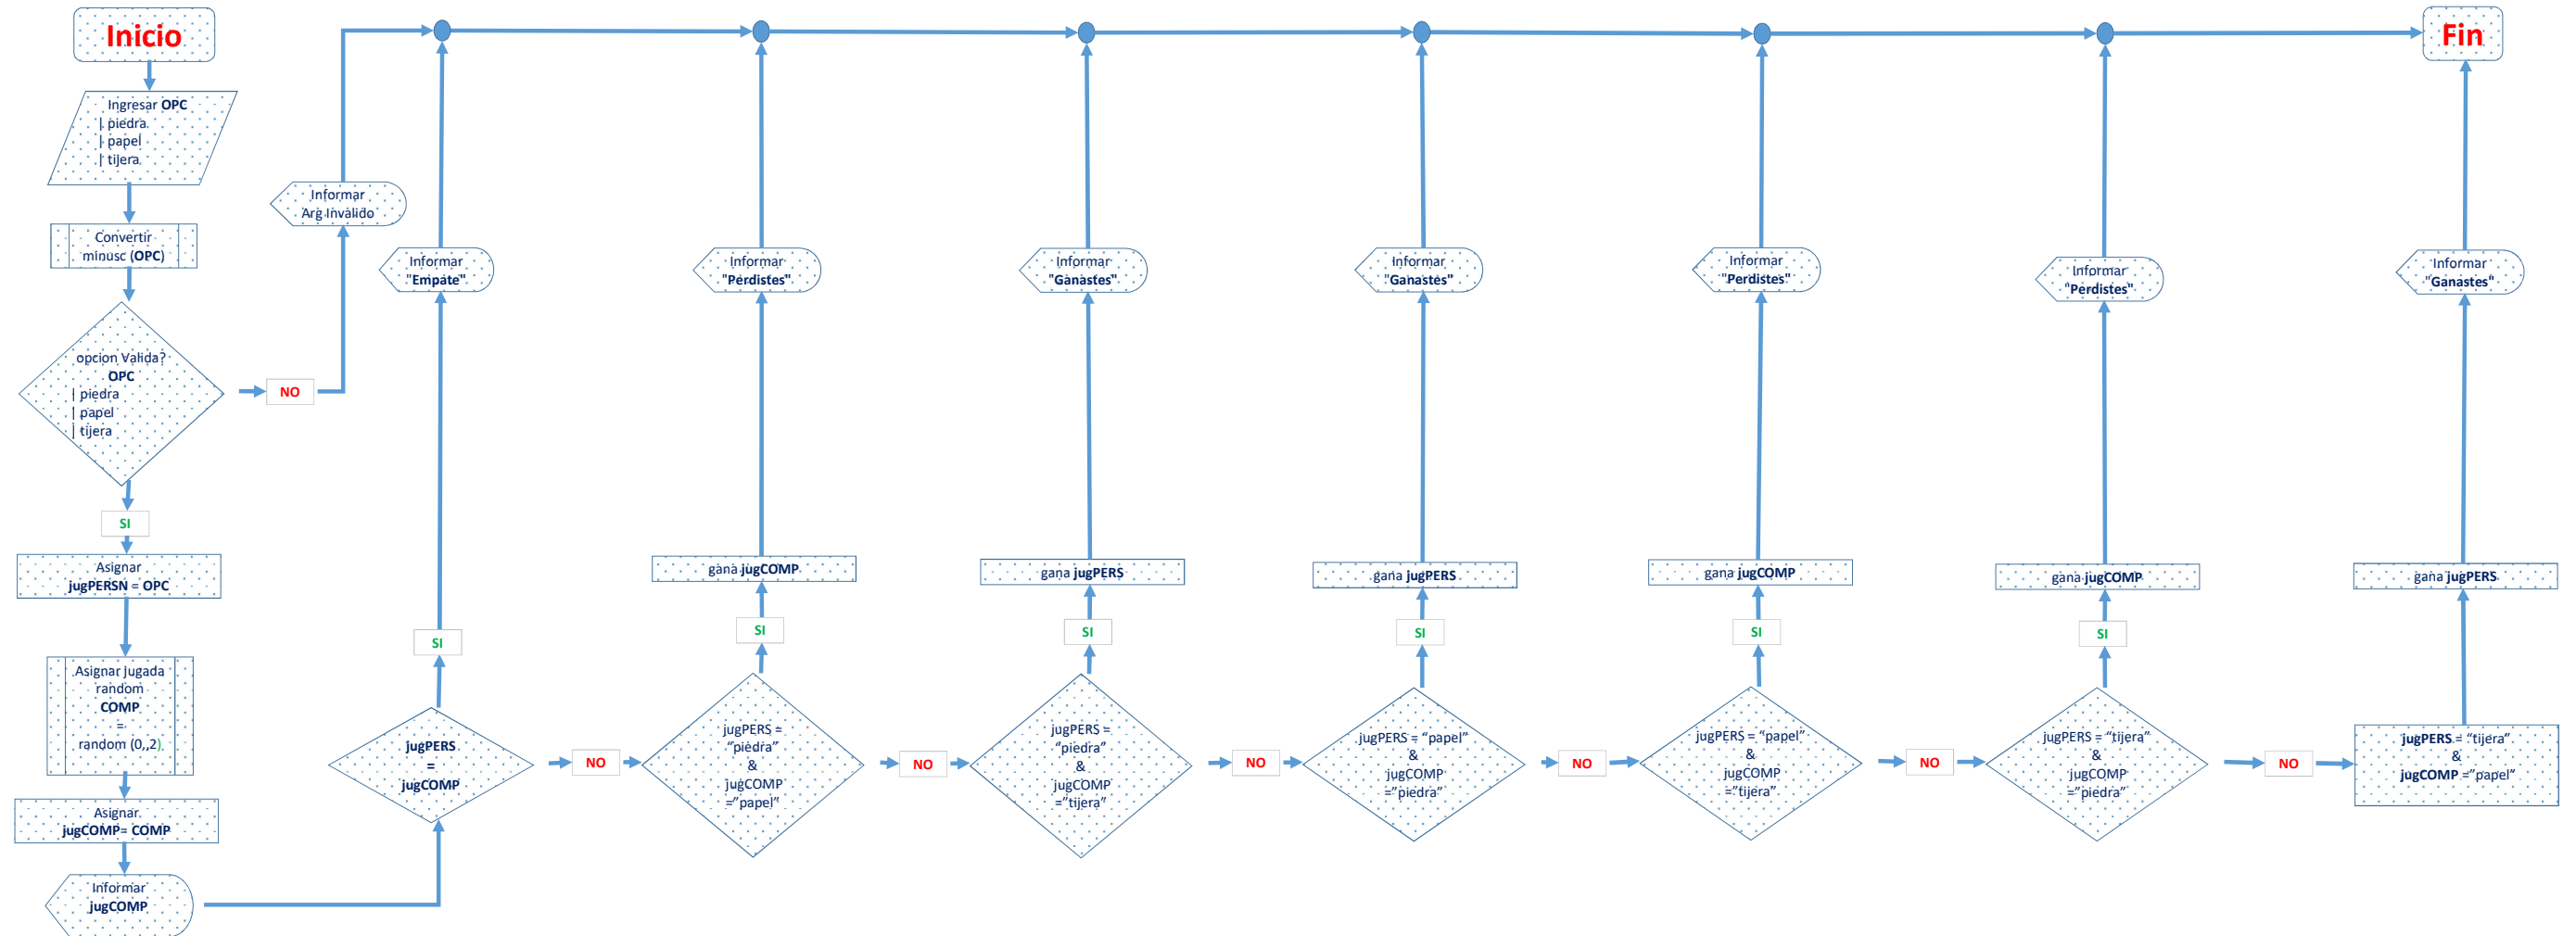 Inicio
Ingresar OPC
| piedra
| papel
| tijera
Convertir
minusc (OPC)
opcion Valida?
OPC
| piedra
| papel
| tijera
NO
Informar
Arg Invalido
SI
Asignar
jugPERSN = OPC
Asignar jugada
random
COMP
=
random (0,,2)
Asignar
jugCOMP= COMP
Informar
jugCOMP
jugPERS
=
jugCOMP
SI
Informar
"Empate"
NO
jugPERS =
“piedra”
&
jugCOMP
=”papel”
SI
gana jugCOMP
Informar
"Perdistes"
NO
jugPERS =
“piedra”
&
jugCOMP
=”tijera”
SI
gana jugPERS
Informar
"Ganastes"
NO
jugPERS = “papel”
&
jugCOMP
=”piedra”
SI
gana jugPERS
Informar
"Ganastes"
NO
jugPERS = “papel”
&
jugCOMP
=”tijera”
SI
gana jugCOMP
Informar
"Perdistes"
NO
jugPERS = “tijera”
&
jugCOMP
=”piedra”
SI
gana jugCOMP
Informar
"Perdistes"
NO
jugPERS = “tijera”
&
jugCOMP =”papel”
gana jugPERS
Informar
"Ganastes"
Fin